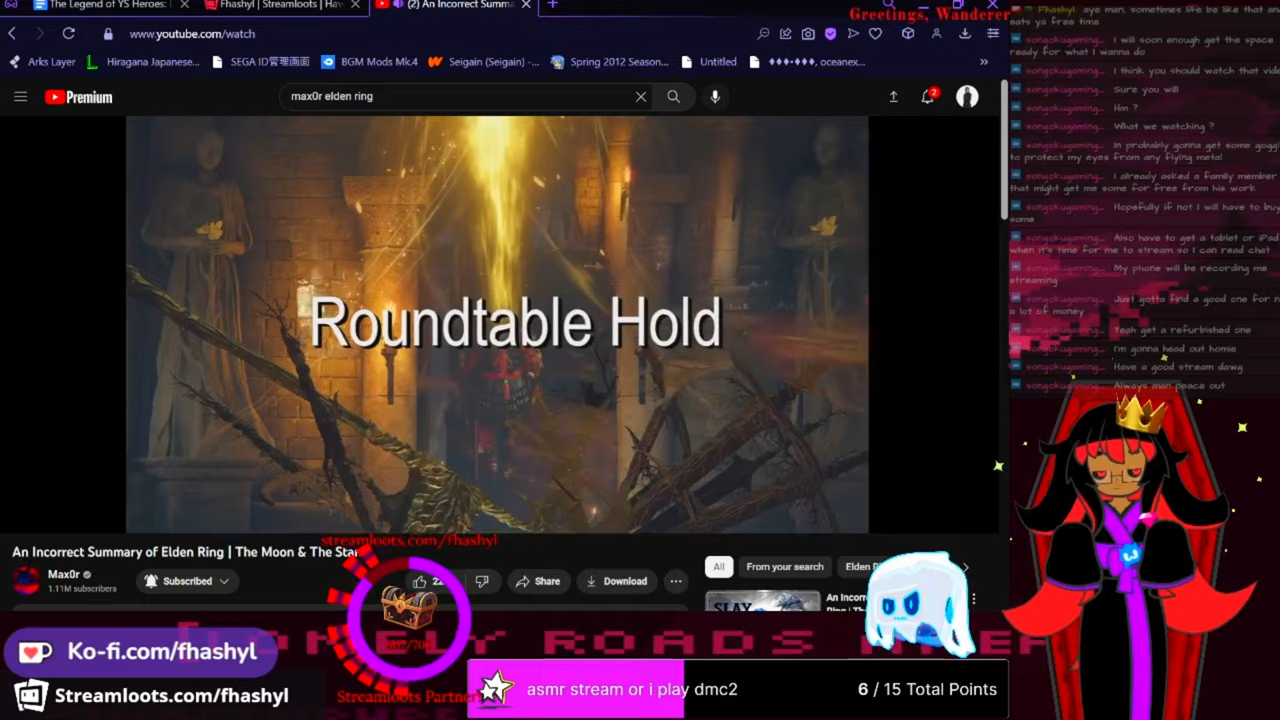 The Legend of YS Heroes:
Fhashyl | Streamloots | Hav
(2) An Incorrect Summa
Greetings, Wanderer
www.youtube.com/watch
Arks Layer
Hiragana Japanese...
SEGA ID管理画面
BGM Mods Mk.4
Seigain (Seigain) -...
Spring 2012 Season...
Untitled
♦♦♦-♦♦♦, oceanex...
Premium
max0r elden ring
2
Roundtable Hold
An Incorrect Summary of Elden Ring | The Moon & The Sta
Max0r
1.11M subscribers
Subscribed
Share
Download
All
From your search
Elden
An Incorr
streamloots.com/fhashyl
Streamloots Partner
Ko-fi.com/fhashyl
Streamloots.com/fhashyl
asmr stream or i play dmc2
6 / 15 Total Points
Fhashyl aye man, sometimes life be like that and
eats ya free time
songokugaming... I will soon enough get the space
ready for what I wanna do
songokugaming... I think you should watch that vide
songokugaming... Sure you will
songokugaming... Hm ?
songokugaming... What we watching ?
songokugaming... In probably gonna get some gogg
to protect my eyes from any flying metal
songokugaming... I already asked a family member
that might get me some for free from his work
songokugaming... Hopefully if not I will have to buy
some
songokugaming... Also have to get a tablet or iPad
when it's time for me to stream so I can read chat
songokugaming... My phone will be recording me
streaming
songokugaming... Just gotta find a good one for n
a lot of money
songokugaming... Yeah get a refurbished one
songokugaming... I'm gonna head out homie
songokugaming... Have a good stream dawg
songokugaming... Always man peace out